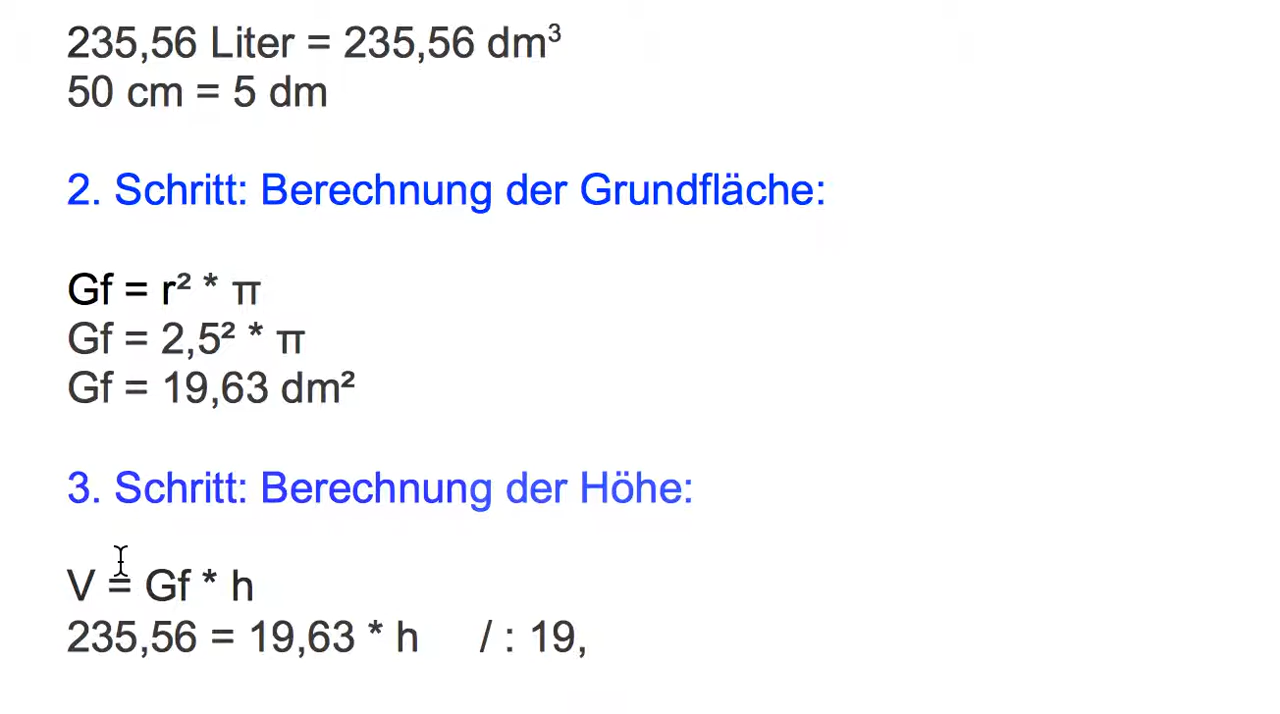 235,56 Liter = 235,56 dm³
50 cm = 5 dm
2. Schritt: Berechnung der Grundfläche:
Gf = r² * π
Gf = 2,5² * π
Gf = 19,63 dm²
3. Schritt: Berechnung der Höhe:
V = Gf * h
235,56 = 19,63 * h / : 19,